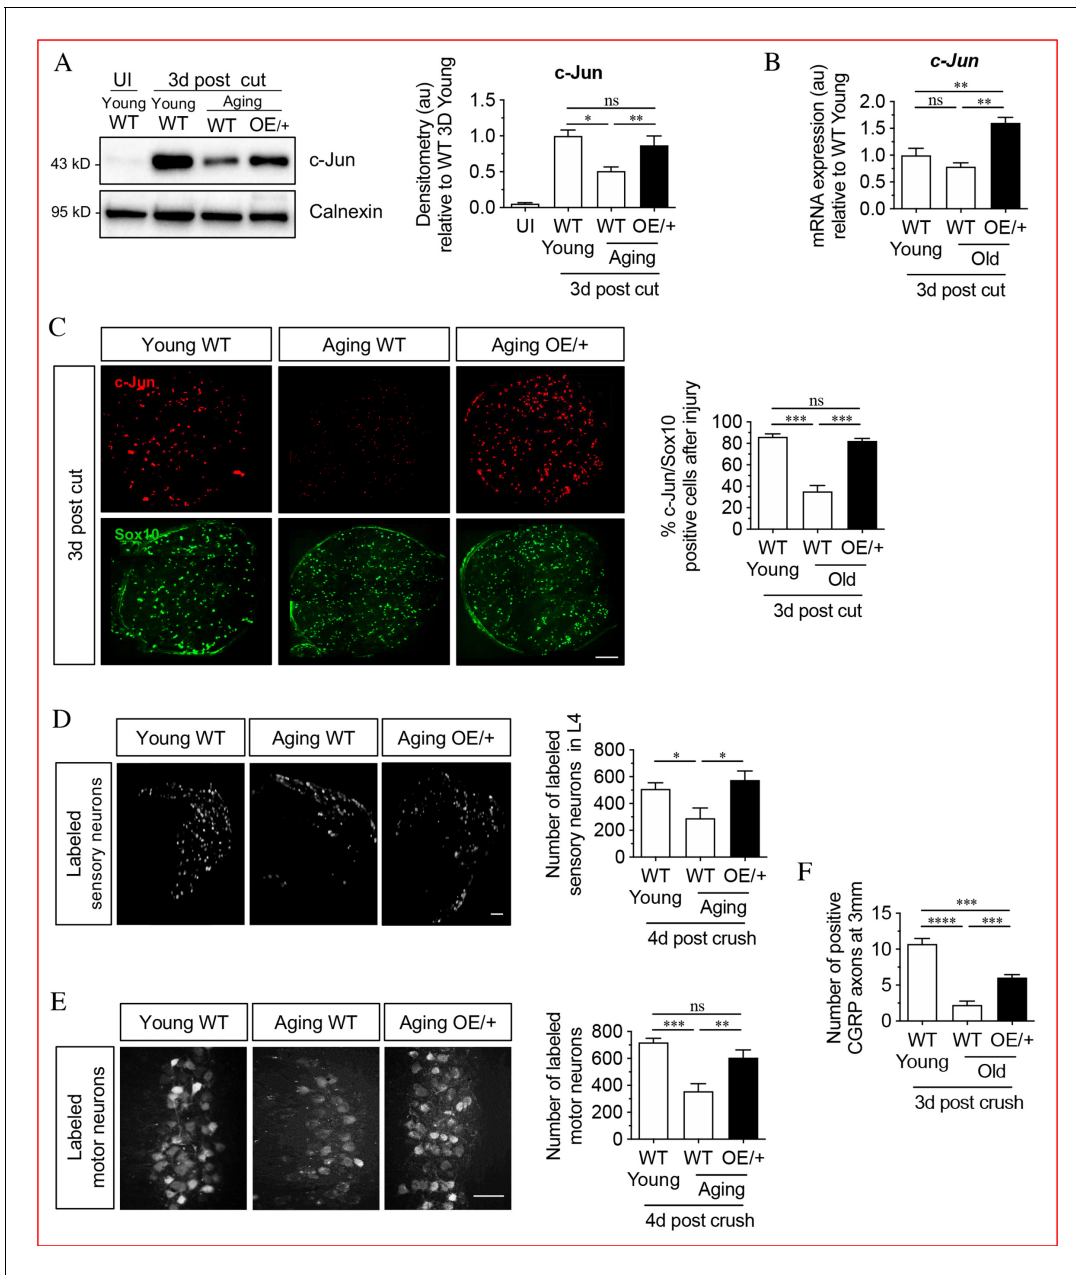 A
UI
3d post cut
Young
Young
Aging
WT
WT
WT
OE/+
43 kD
c-Jun
95 kD
Calnexin
c-Jun
Densitometry (au)
relative to WT 3D Young
1.5
1.0
0.5
0.0
ns
*
**
UI
WT
WT
OE/+
Young
Aging
3d post cut
B
c-Jun
mRNA expression (au)
relative to WT Young
2.0
1.5
1.0
0.5
0.0
**
ns
**
WT
WT
OE/+
Young
Old
3d post cut
C
Young WT
Aging WT
Aging OE/+
3d post cut
c-Jun
Sox10
% c-Jun/Sox10
positive cells after injury
100
80
60
40
20
0
ns
***
***
WT
WT
OE/+
Young
Old
3d post cut
D
Young WT
Aging WT
Aging OE/+
Labeled
sensory neurons
Number of labeled
sensory neurons in L4
800
600
400
200
0
*
*
WT
WT
OE/+
Young
Aging
4d post crush
E
Young WT
Aging WT
Aging OE/+
Labeled
motor neurons
Number of labeled
motor neurons
800
600
400
200
0
ns
***
**
WT
WT
OE/+
Young
Aging
4d post crush
F
Number of positive
CGRP axons at 3mm
15
10
5
0
***
****
***
WT
WT
OE/+
Young
Old
3d post crush